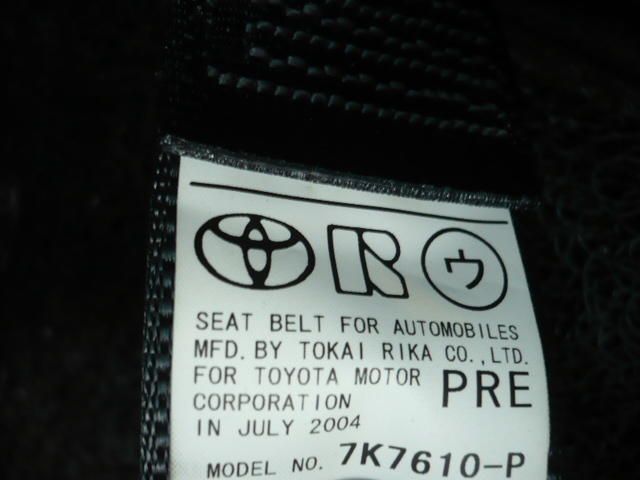 ウ
SEAT BELT FOR AUTOMOBILES
MFD. BY TOKAI RIKA CO., LTD.
FOR TOYOTA MOTOR PRE
CORPORATION
IN JULY 2004
MODEL NO. 7K7610-P